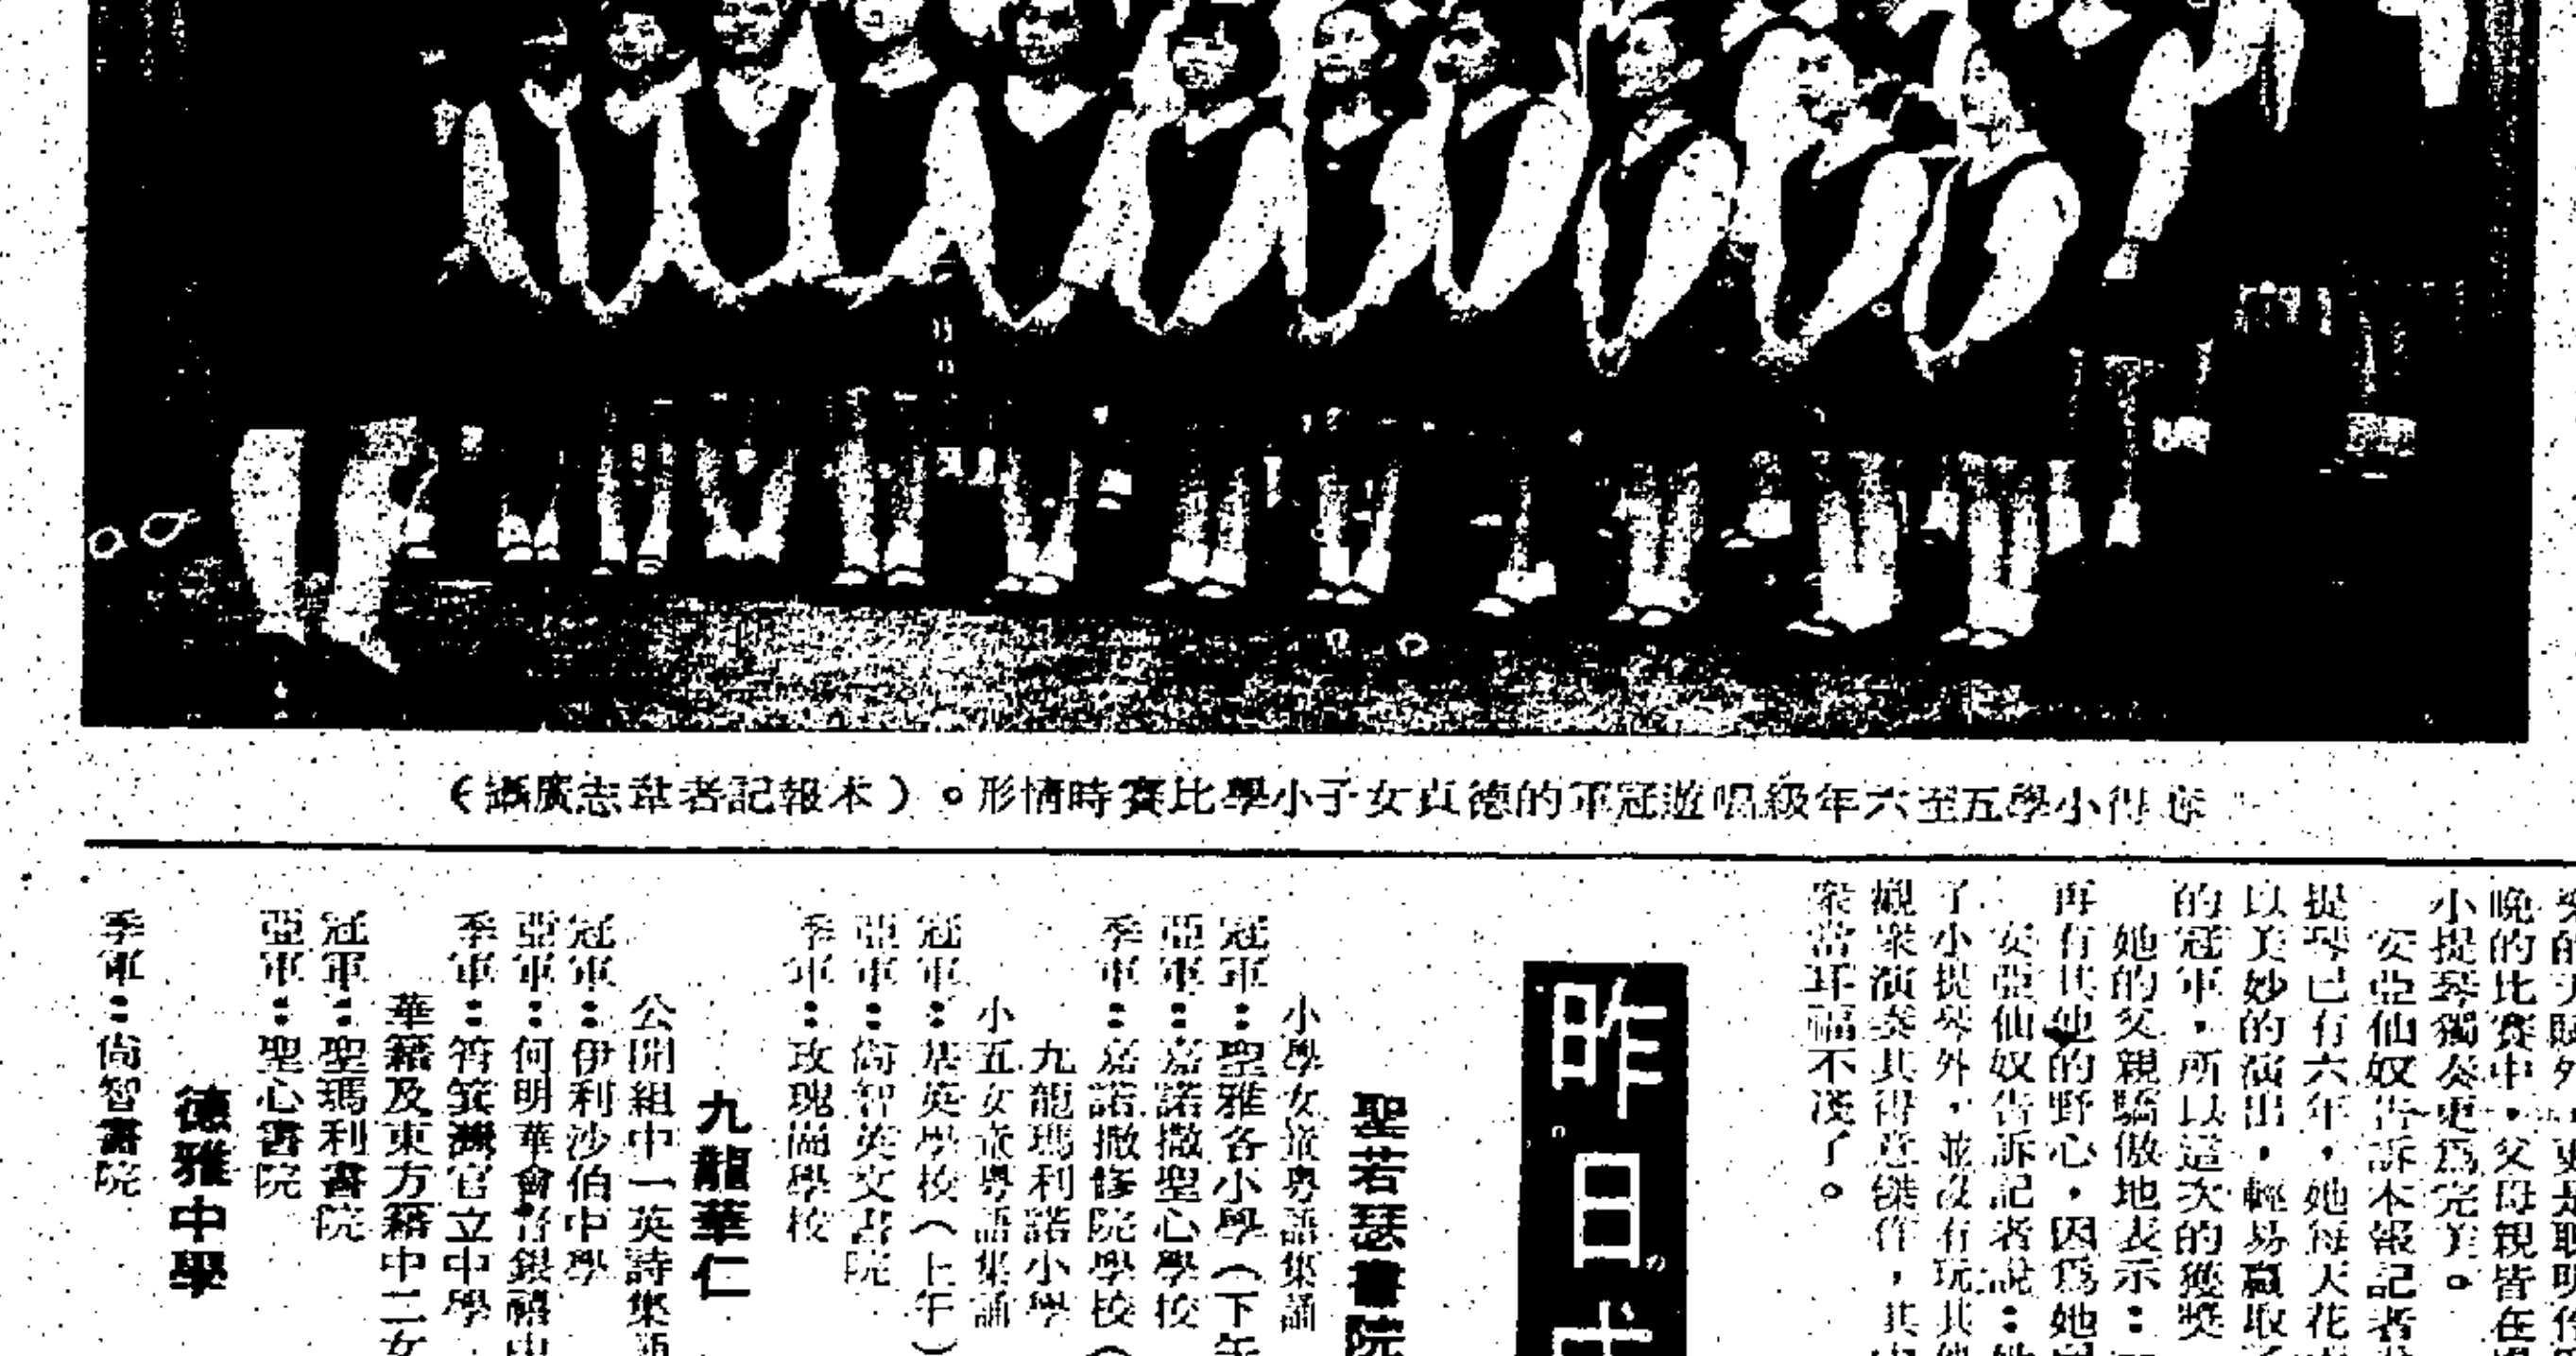 奪得小學五至六年級唱遊冠軍的德貞女子小學比賽時情形。（本報記者韋志廣攝）
晚的比賽中，父母親皆在
小提琴獨奏更為完美。
安亞仙奴告訴本報記者
提琴已有六年，她每天花
以美妙的演出，輕易贏取
的冠軍，所以這次的獲獎
她的父親驕傲地表示：
再有其他的野心，因為她
安亞仙奴告訴記者說：她
了小提琴外，並沒有玩其他
觀衆演奏其得意傑作，其
衆當耳福不淺了。
昨日
聖若瑟書院
小學女童粵語集誦
冠軍：聖雅各小學（下午
亞軍：嘉諾撒聖心學校
季軍：嘉諾撒修院學校（
九龍瑪利諾小學
小五女童粵語集誦
冠軍：居英學校（上午）
亞軍：尚智英文書院
季軍：玫瑰崗學校
九龍華仁
公開組中一英詩集誦
冠軍：伊利沙伯中學
亞軍：何明華會督銀禧中
季軍：筲箕灣官立中學
華籍及東方籍中二女
冠軍：聖瑪利書院
亞軍：聖心書院
季軍：尚智書院
德雅中學